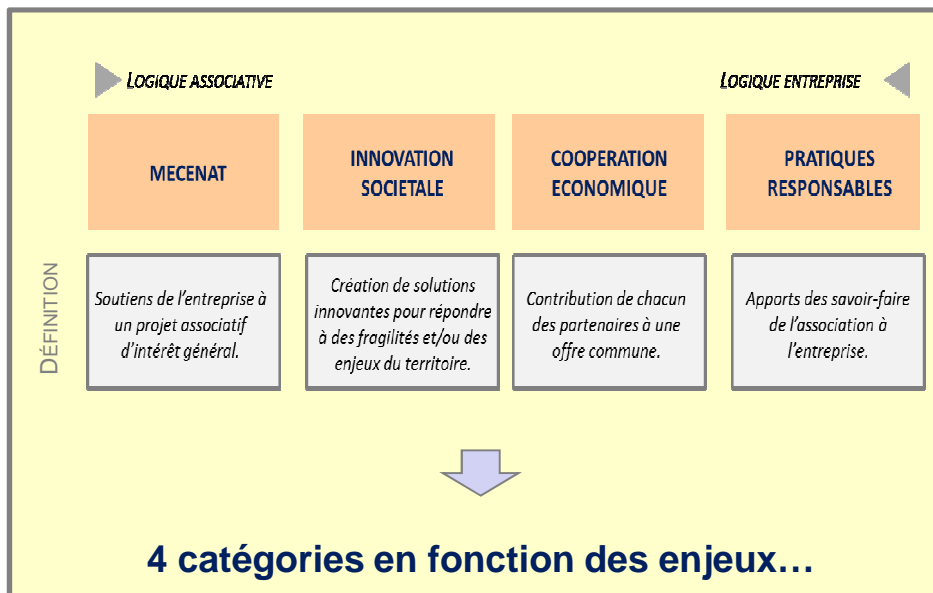 LOGIQUE ASSOCIATIVE
LOGIQUE ENTREPRISE
MECENAT
INNOVATION
SOCIETALE
COOPERATION
ECONOMIQUE
PRATIQUES
RESPONSABLES
DÉFINITION
Soutiens de l'entreprise à
un projet associatif
d'intérêt général.
Création de solutions
innovantes pour répondre
à des fragilités et/ou des
enjeux du territoire.
Contribution de chacun
des partenaires à une
offre commune.
Apports des savoir-faire
de l'association à
l'entreprise.
4 catégories en fonction des enjeux…